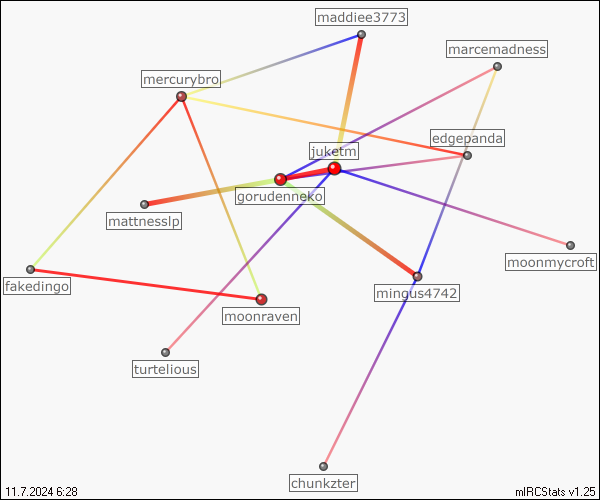 maddiee3773
marcemadness
mercurybro
edgepanda
juketm
gorudenneko
mattnesslp
moonmycroft
fakedingo
mingus4742
moonraven
turtelious
chunkzter
11.7.2024 6:28
mIRCStats v1.25